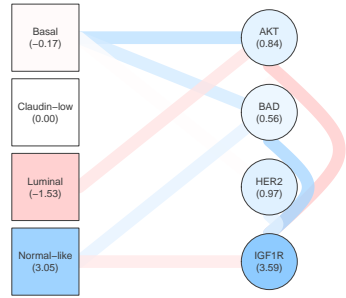 Basal
(−0.17)
Claudin−low
(0.00)
Luminal
(−1.53)
Normal−like
(3.05)
AKT
(0.84)
BAD
(0.56)
HER2
(0.97)
IGF1R
(3.59)